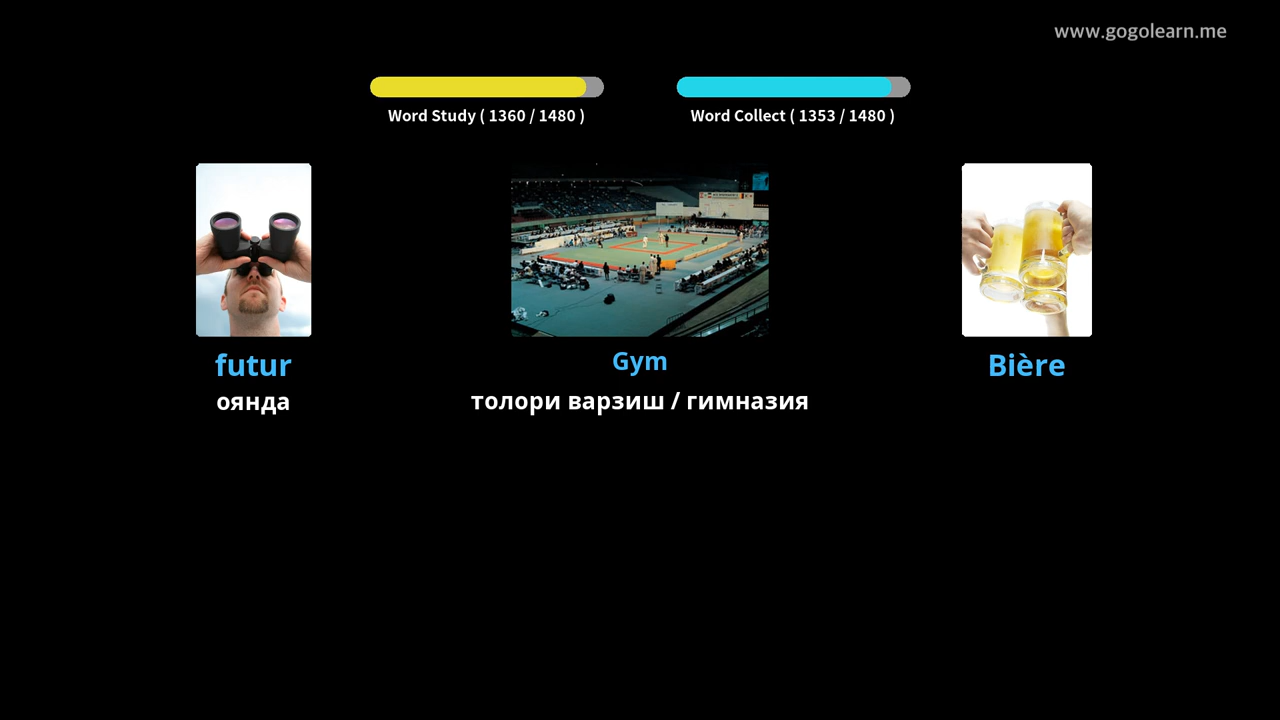 www.gogolearn.me
Word Study ( 1360 / 1480 )
Word Collect ( 1353 / 1480 )
futur
оянда
Gym
толори варзиш / гимназия
Bière